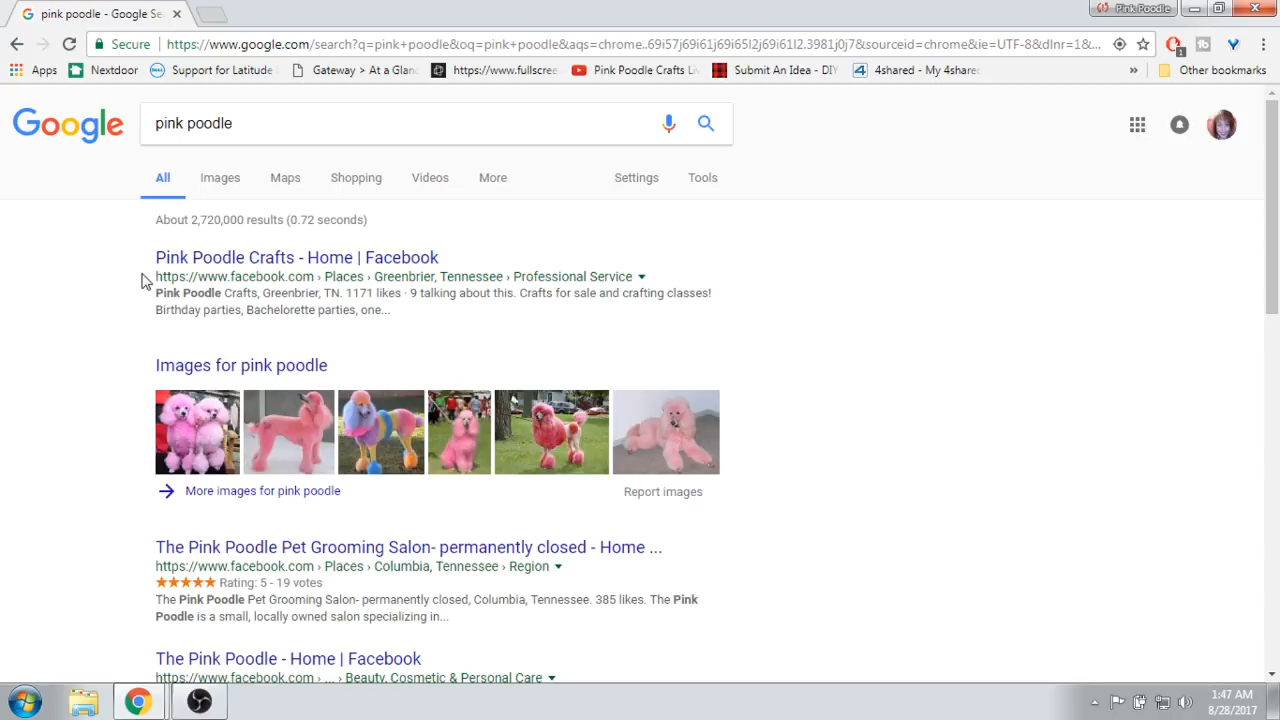 pink poodle - Google Se
Pink Poodle
Secure
https://www.google.com/search?q=pink+poodle&oq=pink+poodle&aqs=chrome..69i57j69i61j69i65l2j69i61l2.3981j0j7&sourceid=chrome&ie=UTF-8&dlnr=1&...
1
Apps
Nextdoor
Support for Latitude
Gateway > At a Glanc
https://www.fullscree
Pink Poodle Crafts Liv
Submit an Idea - DIY
4shared - My 4share
»
Other bookmarks
Google
pink poodle
All
Images
Maps
Shopping
Videos
More
Settings
Tools
About 2,720,000 results (0.72 seconds)
Pink Poodle Crafts - Home | Facebook
https://www.facebook.com › Places › Greenbrier, Tennessee › Professional Service
Pink Poodle Crafts, Greenbrier, TN. 1171 likes · 9 talking about this. Crafts for sale and crafting classes!
Birthday parties, Bachelorette parties, one...
Images for pink poodle
More images for pink poodle
Report images
The Pink Poodle Pet Grooming Salon- permanently closed - Home ...
https://www.facebook.com › Places › Columbia, Tennessee › Region
Rating: 5 - 19 votes
The Pink Poodle Pet Grooming Salon- permanently closed, Columbia, Tennessee. 385 likes. The Pink
Poodle is a small, locally owned salon specializing in...
The Pink Poodle - Home | Facebook
https://www.facebook.com › ... › Beauty, Cosmetic & Personal Care
1:47 AM
8/28/2017